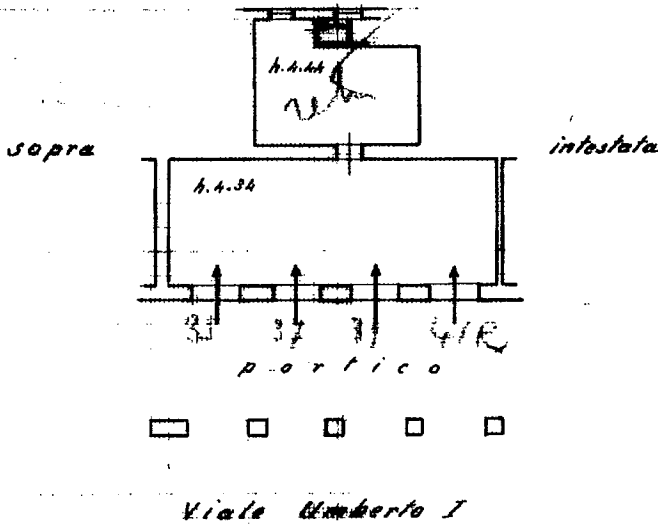 h.4.44
sopra
intestata
h.4.34
portico
Viale Umberto I